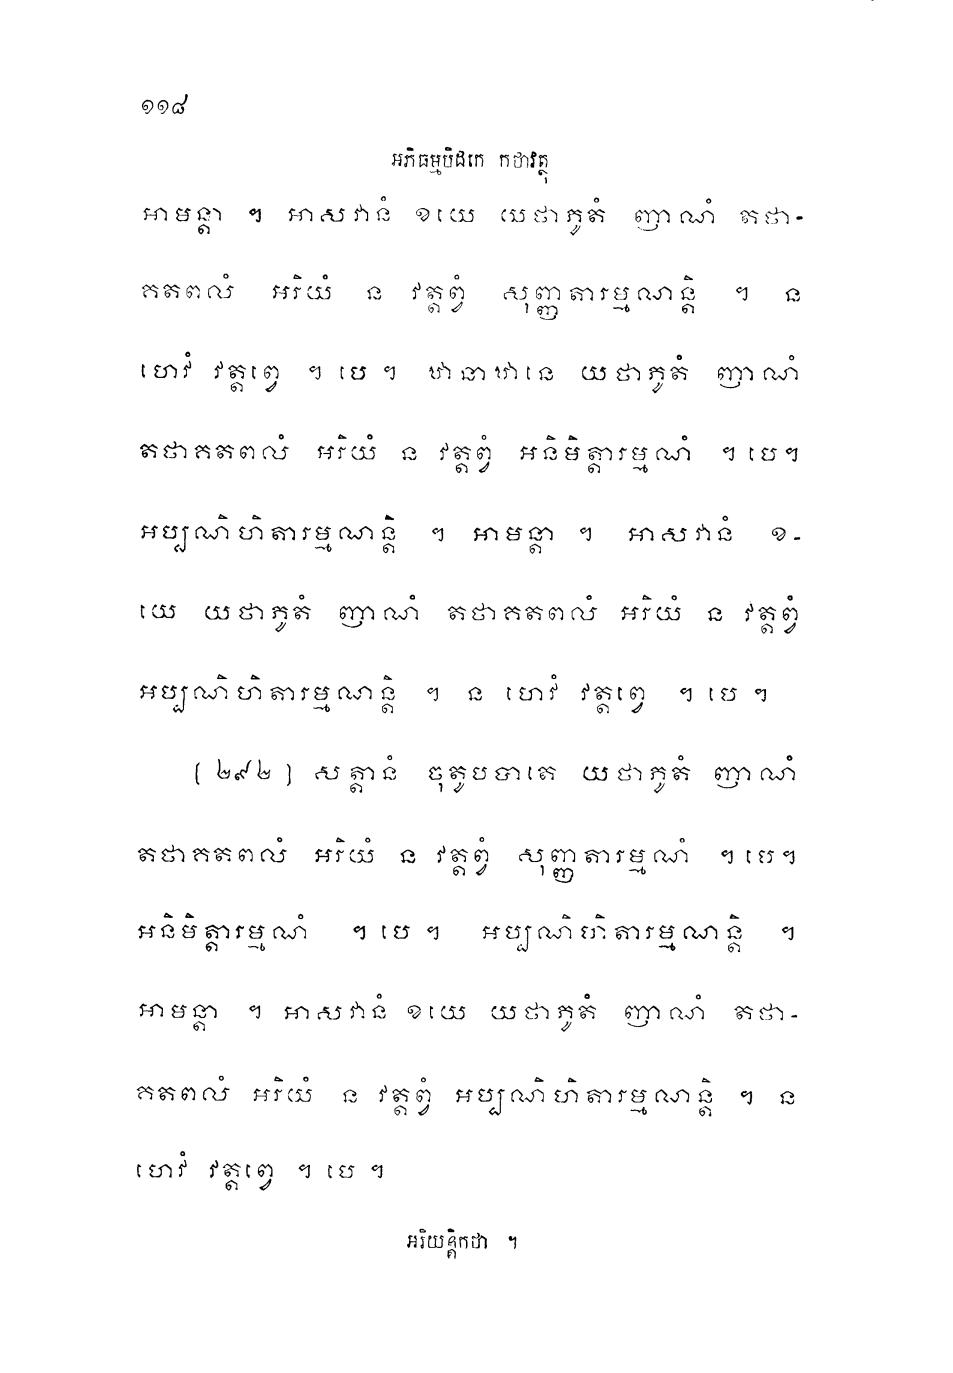 ១១៨
អភិធម្មបិដកេ កថាវត្ថុ
អាមន្តា ។ អាសវានំ ខយេ យថាភូតំ ញាណំ តថា-
គតពលំ អរិយំ ន វត្តព្វំ សុញ្ញតារម្មណន្តិ ។ ន
ហេវំ វត្តព្វេ ។ បេ ។ ឋានាឋានេ យថាភូតំ ញាណំ
តថាគតពលំ អរិយំ ន វត្តព្វំ អនិមិត្តារម្មណំ ។ បេ។
អប្បណិហិតារម្មណន្តិ ។ អាមន្តា ។ អាសវានំ ខ-
យេ យថាភូតំ ញាណំ តថាគតពលំ អរិយំ ន វត្តព្វំ
អប្បណិហិតារម្មណន្តិ ។ ន ហេវំ វត្តព្វេ ។ បេ ។
( ២៩២ ) សត្តានំ ចុតូបបាតេ យថាភូតំ ញាណំ
តថាគតពលំ អរិយំ ន វត្តព្វំ សុញ្ញតារម្មណំ ។ បេ។
អនិមិត្តារម្មណំ ។ បេ ។ អប្បណិហិតារម្មណន្តិ ។
អាមន្តា ។ អាសវានំ ខយេ យថាភូតំ ញាណំ តថា-
គតពលំ អរិយំ ន វត្តព្វំ អប្បណិហិតារម្មណន្តិ ។ ន
ហេវំ វត្តព្វេ ។ បេ ។
អរិយន្តិកថា ។